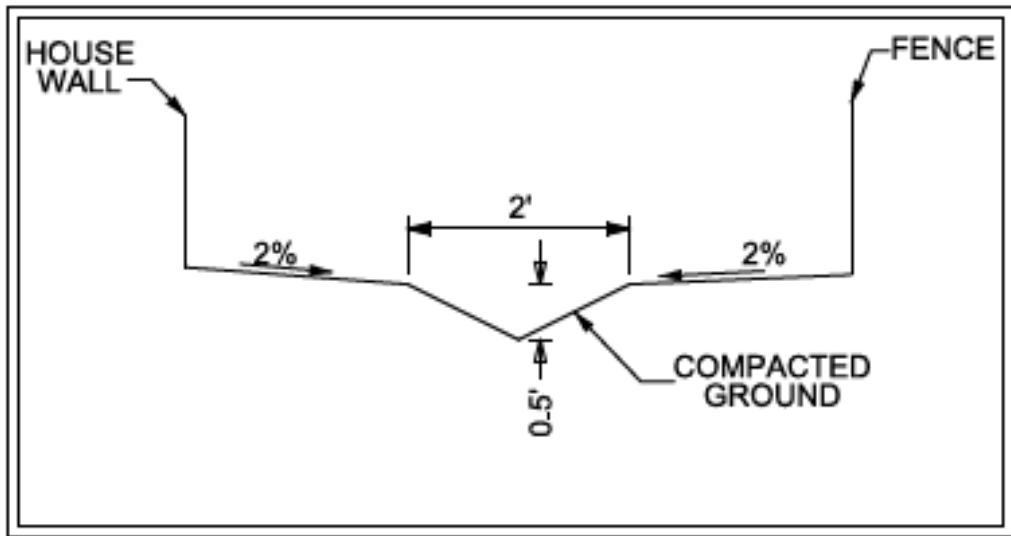 HOUSE
WALL
FENCE
2'
2%
2%
0.5'
COMPACTED
GROUND